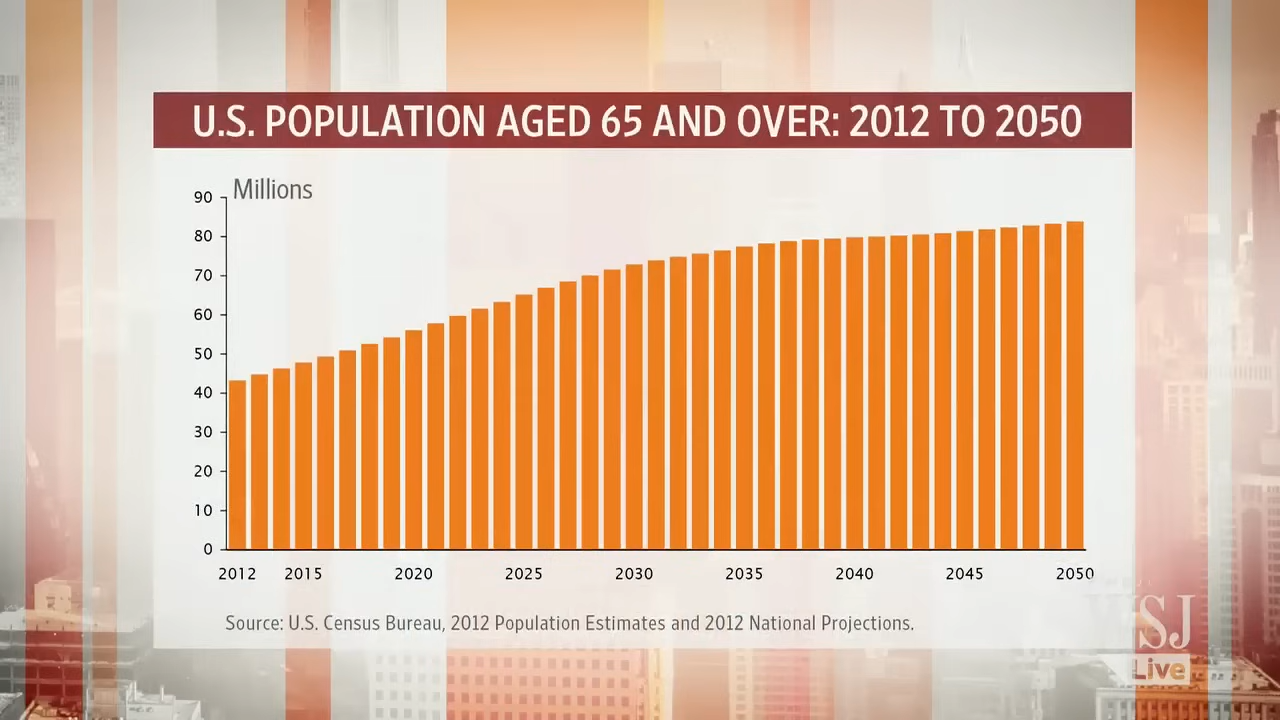 U.S. POPULATION AGED 65 AND OVER: 2012 TO 2050
Millions
90
80
70
60
50
40
30
20
10
0
2012 2015 2020 2025 2030 2035 2040 2045 2050
Source: U.S. Census Bureau, 2012 Population Estimates and 2012 National Projections.
WSJ
Live